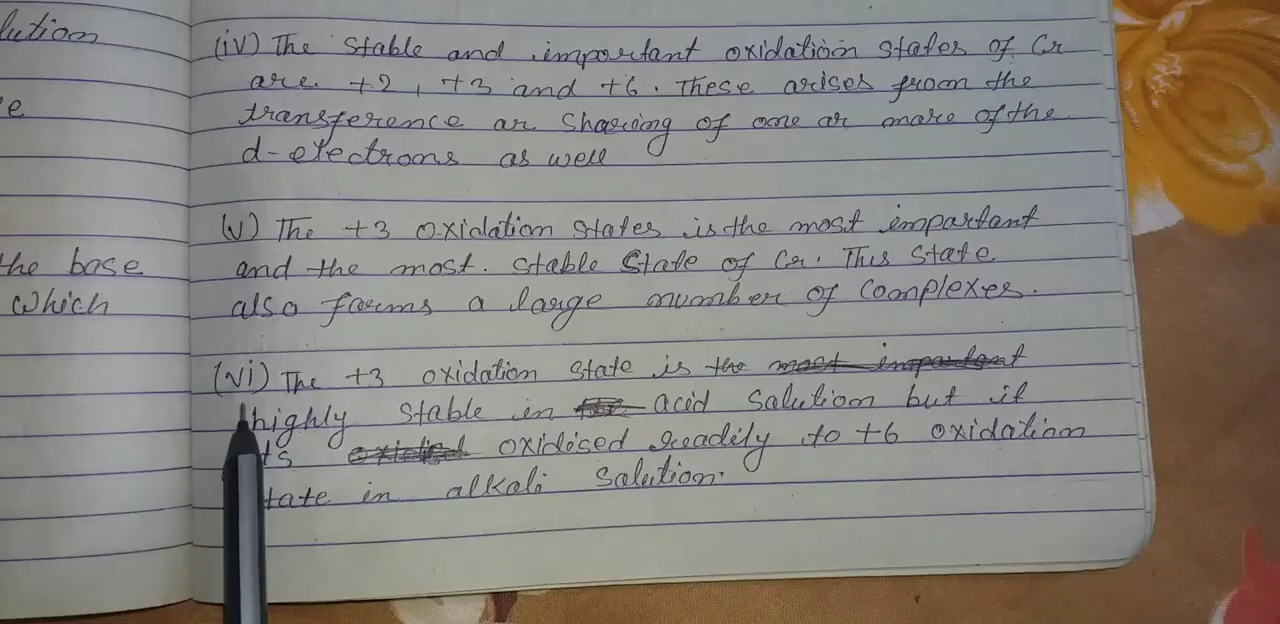 lution
e
the base
which
(iv) The stable and important oxidation states of Cr
are +2, +3 and +6. These arises from the
transference or sharing of one or more of the
d-electrons as well
(v) The +3 oxidation states is the most important
and the most. stable state of Cr. This state
also forms a large number of complexes.
(vi) The +3 oxidation state is the most important
highly stable in acid solution but it
ts oxidised readily to +6 oxidation
tate in alkali solution.